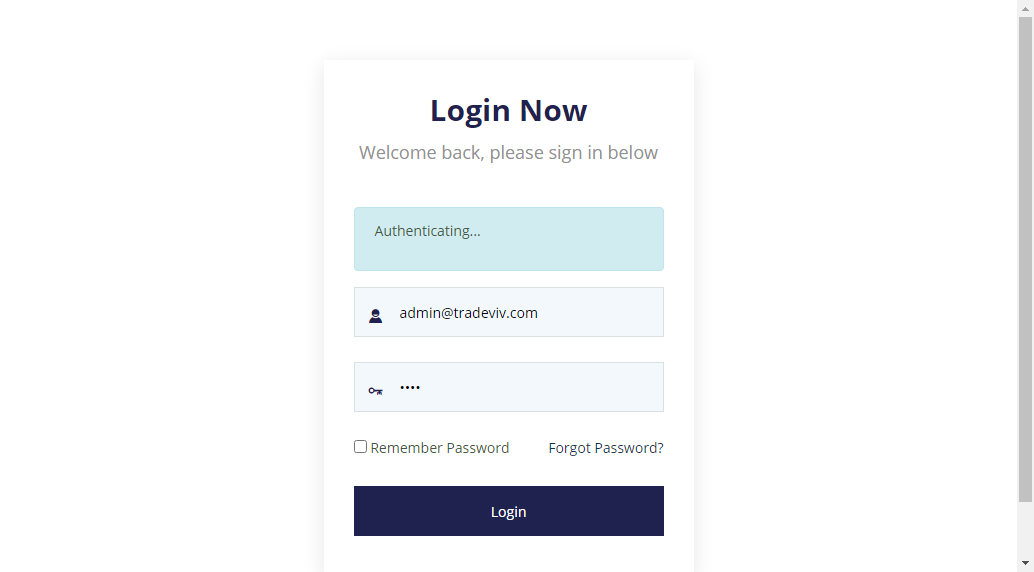 Login Now
Welcome back, please sign in below
Authenticating...
admin@tradeviv.com
••••
Remember Password Forgot Password?
Login